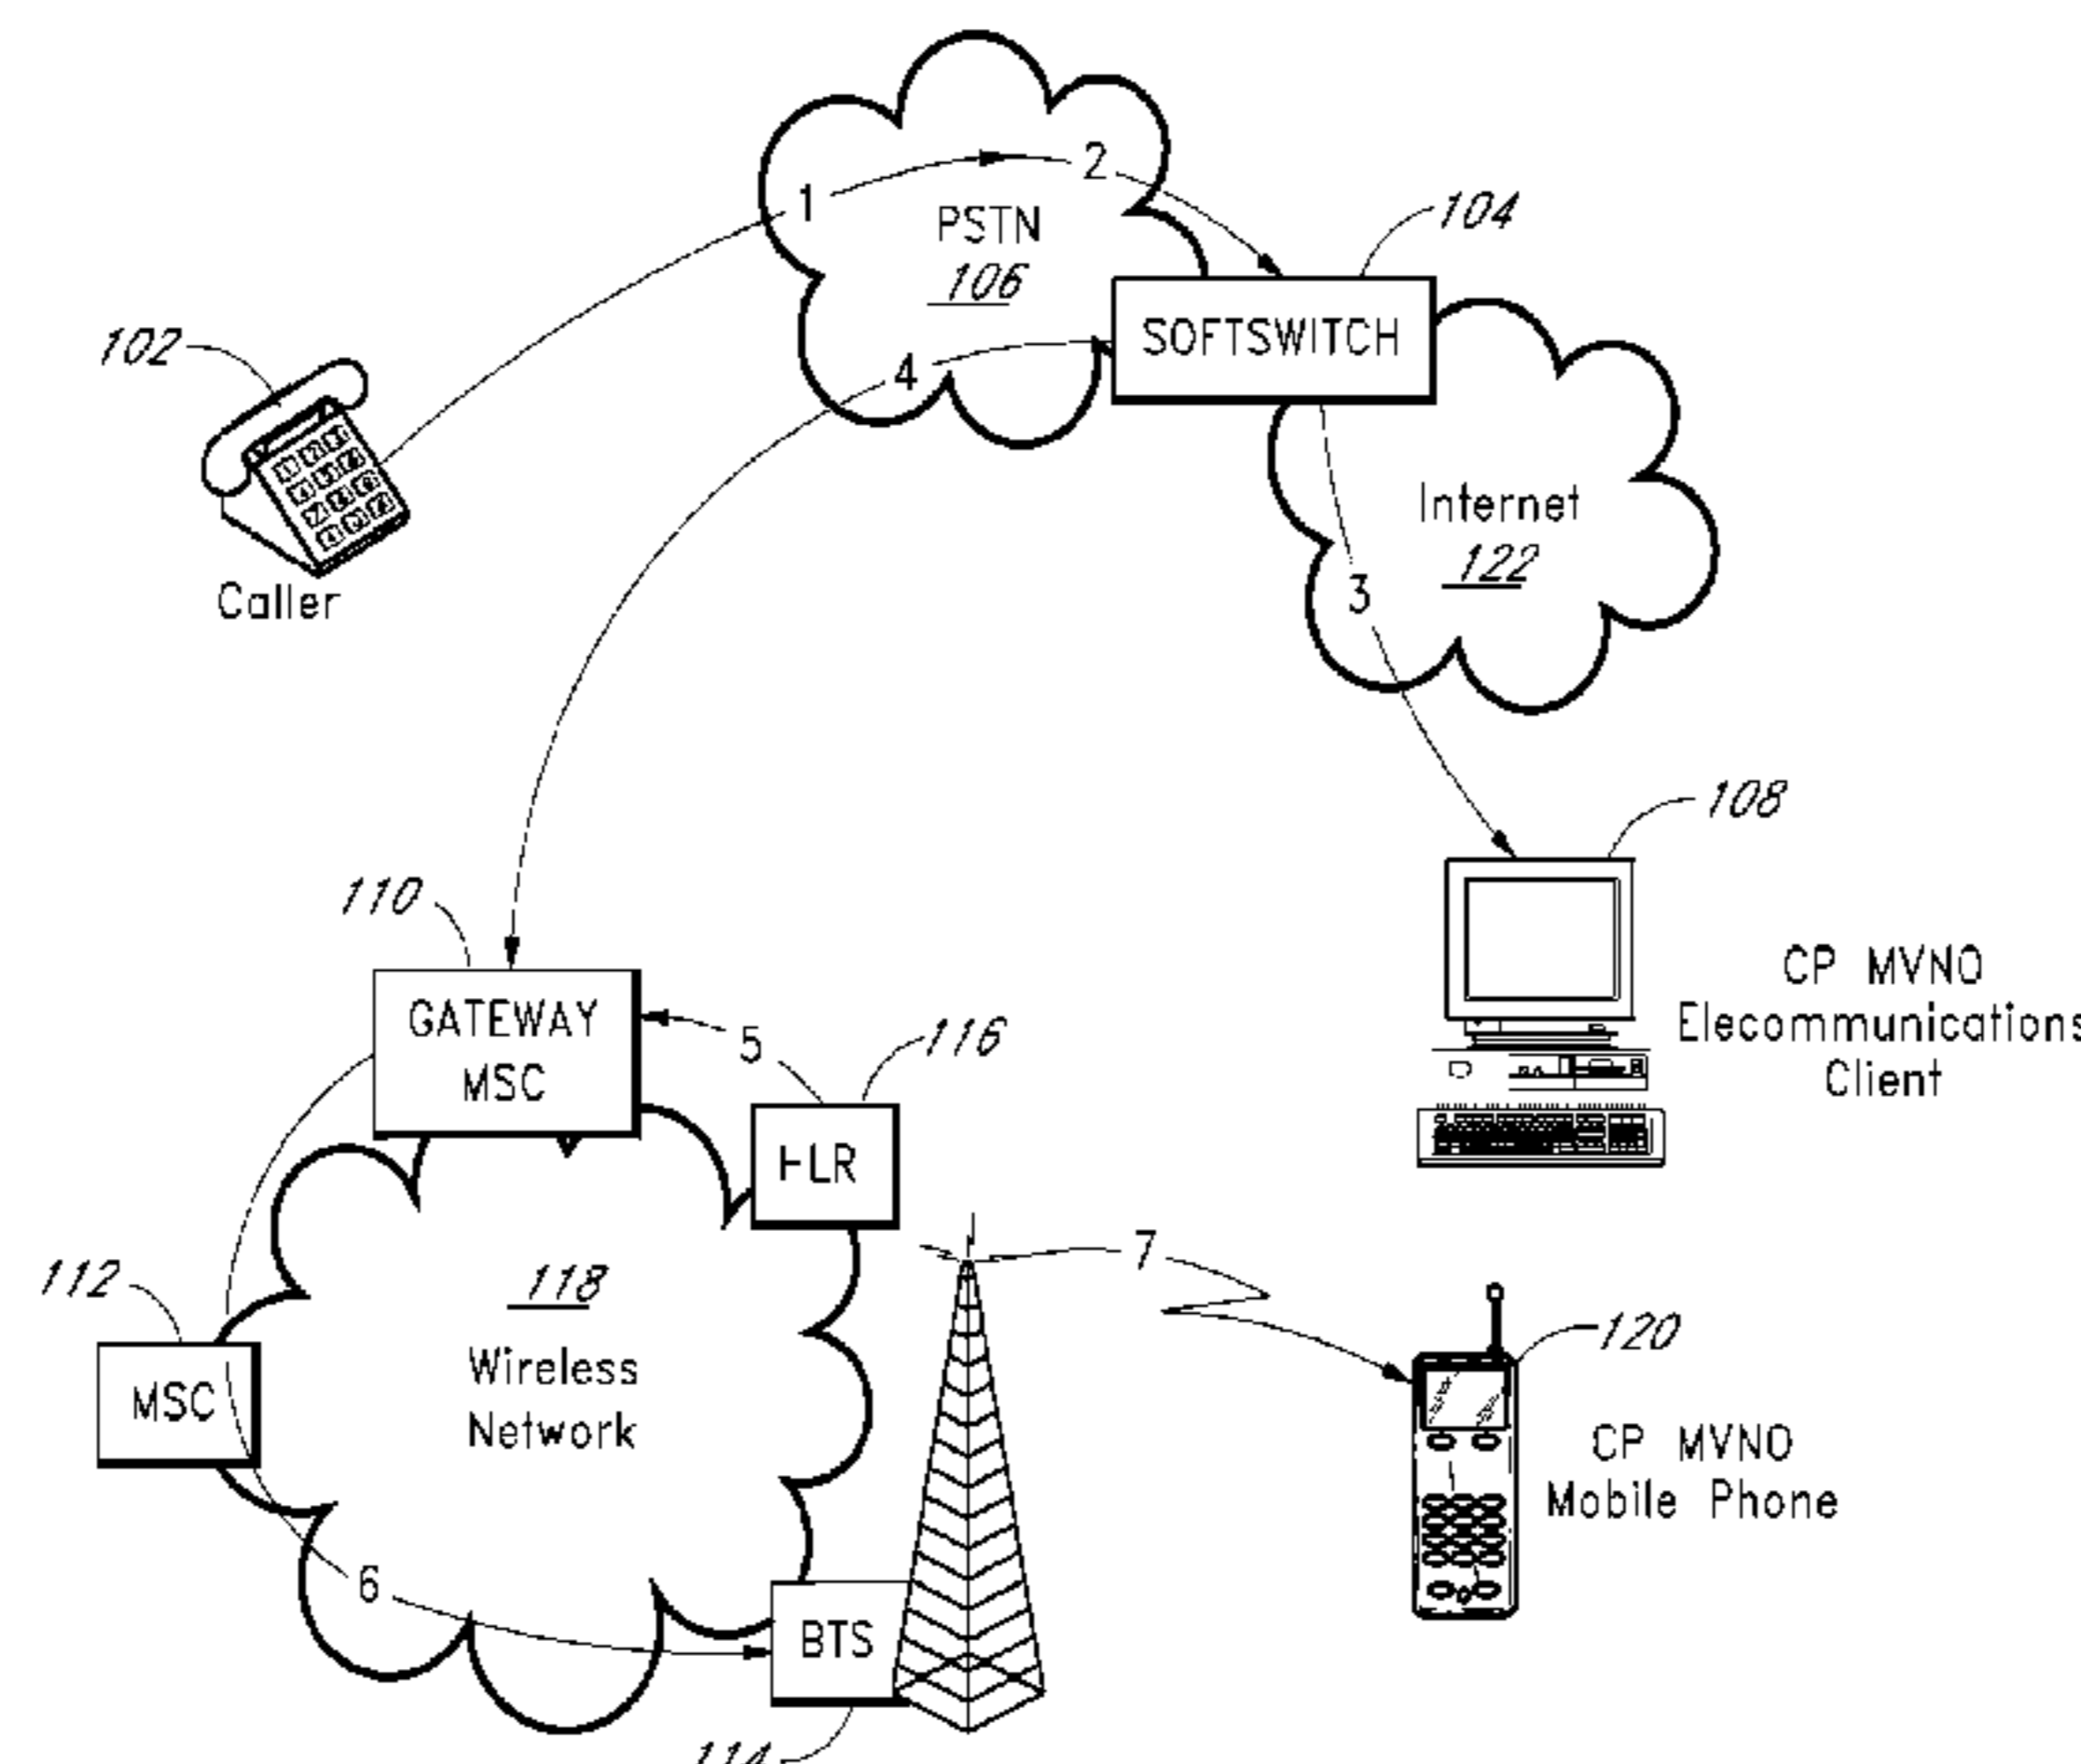 1
2
PSTN
106
104
SOFTSWITCH
102
4
Caller
Internet
122
3
108
110
CP MVNO
Elecommunications
Client
GATEWAY
MSC
5
116
HLR
7
118
112
Wireless
Network
MSC
120
CP MVNO
Mobile Phone
6
BTS
114